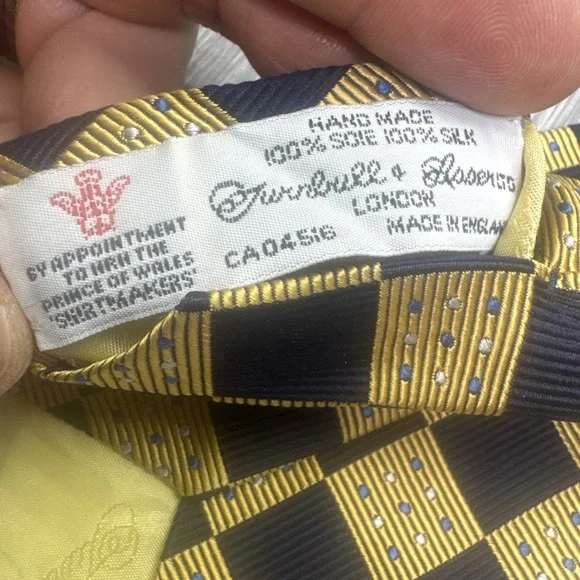 BY APPOINTMENT
TO HRH THE
PRINCE OF WALES
SHIRTMAKERS
HAND MADE
100% SOIE 100% SILK
Turnbull & Asser LTD
LONDON
CA04516
MADE IN ENGLAND